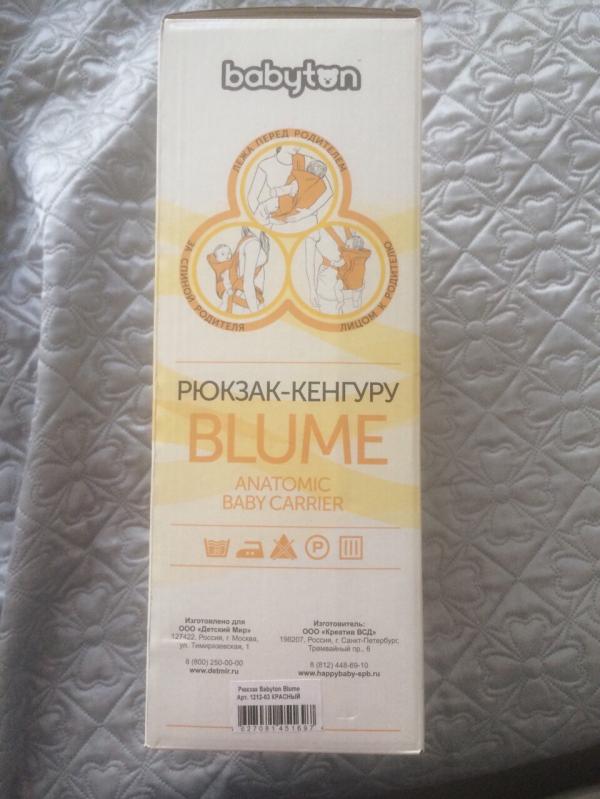 babyton
ЛЕЖА ПЕРЕД РОДИТЕЛЕМ
ЗА СПИНОЙ РОДИТЕЛЯ
ЛИЦОМ К РОДИТЕЛЮ
РЮКЗАК-КЕНГУРУ
BLUME
ANATOMIC
BABY CARRIER
P
Изготовлено для
ООО «Детский Мир»
127422, Россия, г. Москва,
ул. Тимирязевская, 1
8 (800) 250-00-00
www.detmir.ru
Изготовитель:
ООО «Креатив ВСД»
198207, Россия, г. Санкт-Петербург,
Трамвайный пр., 6
8 (812) 448-69-10
www.happybaby-spb.ru
Рюкзак Babyton Blume
Арт. 1212-03 КРАСНЫЙ
627081 451697